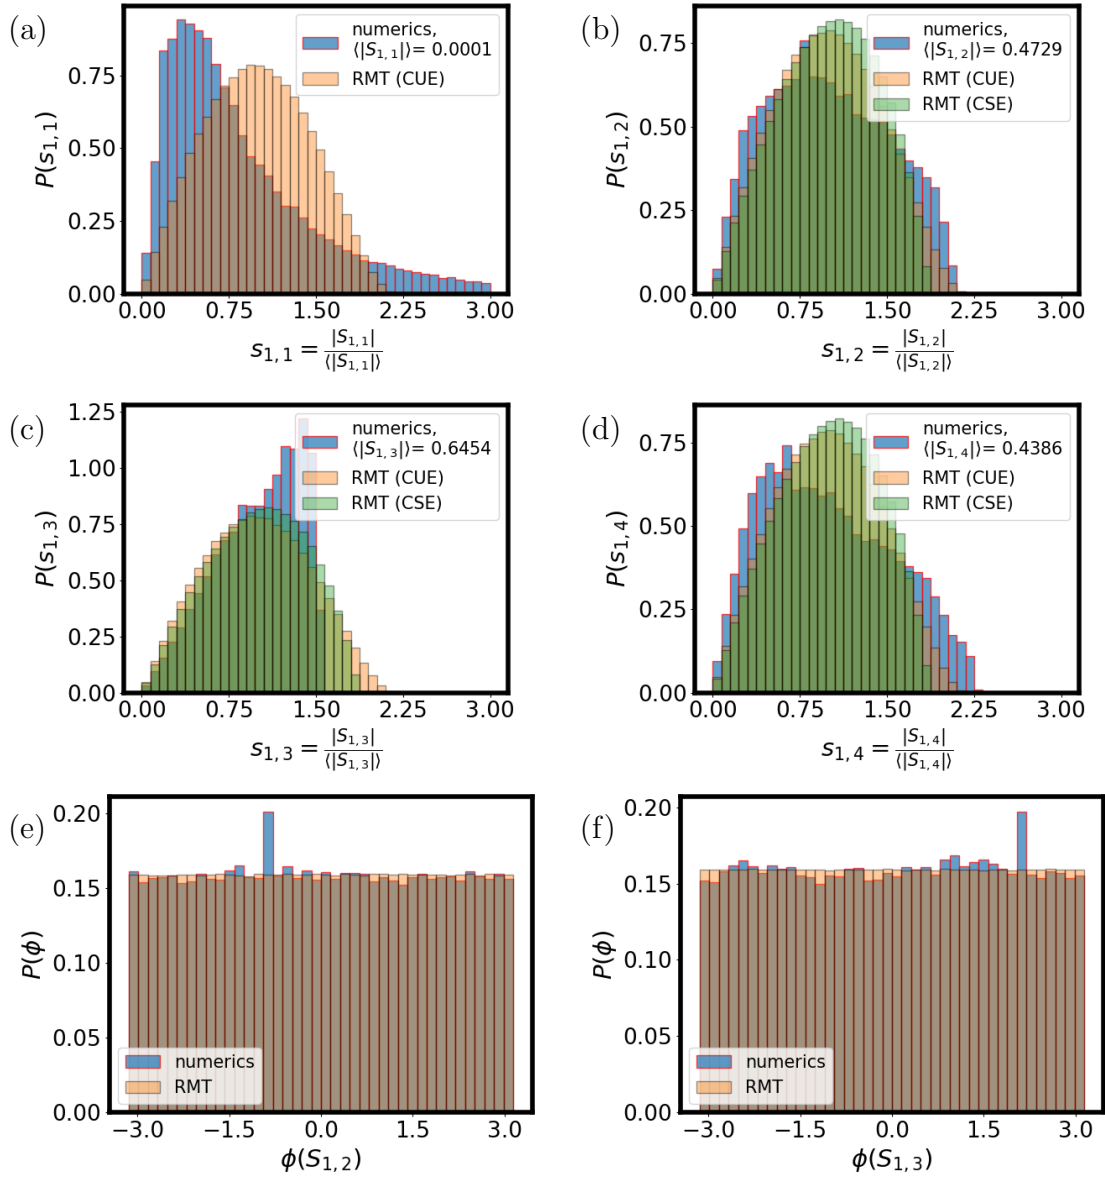 (a)
0.75
0.50
0.25
0.00
P(s1,1)
numerics,
⟨|S1,1|⟩= 0.0001
RMT (CUE)
0.00 0.75 1.50 2.25 3.00
s1,1 = |S1,1| / ⟨|S1,1|⟩
(b)
0.75
0.50
0.25
0.00
P(s1,2)
numerics,
⟨|S1,2|⟩= 0.4729
RMT (CUE)
RMT (CSE)
0.00 0.75 1.50 2.25 3.00
s1,2 = |S1,2| / ⟨|S1,2|⟩
(c)
1.25
1.00
0.75
0.50
0.25
0.00
P(s1,3)
numerics,
⟨|S1,3|⟩= 0.6454
RMT (CUE)
RMT (CSE)
0.00 0.75 1.50 2.25 3.00
s1,3 = |S1,3| / ⟨|S1,3|⟩
(d)
0.75
0.50
0.25
0.00
P(s1,4)
numerics,
⟨|S1,4|⟩= 0.4386
RMT (CUE)
RMT (CSE)
0.00 0.75 1.50 2.25 3.00
s1,4 = |S1,4| / ⟨|S1,4|⟩
(e)
0.20
0.15
0.10
0.05
0.00
P(ϕ)
numerics
RMT
−3.0 −1.5 0.0 1.5 3.0
ϕ(S1,2)
(f)
0.20
0.15
0.10
0.05
0.00
P(ϕ)
numerics
RMT
−3.0 −1.5 0.0 1.5 3.0
ϕ(S1,3)